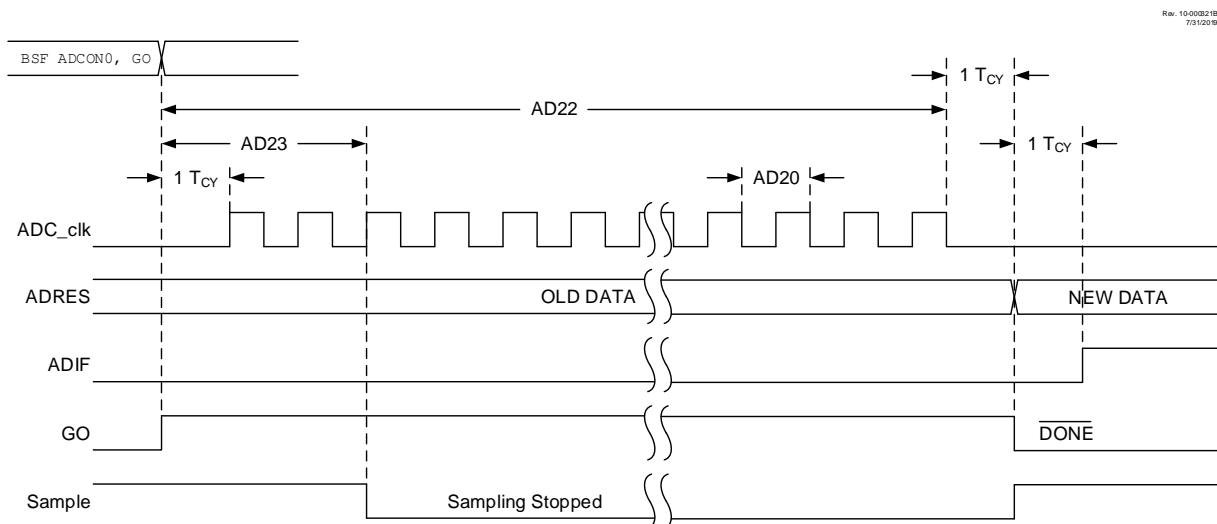 Rev. 10-000321B
7/31/2019
BSF ADCON0, GO
1 TCY
AD22
AD23
1 TCY
1 TCY
AD20
ADC_clk
ADRES
OLD DATA
NEW DATA
ADIF
GO
DONE
Sample
Sampling Stopped